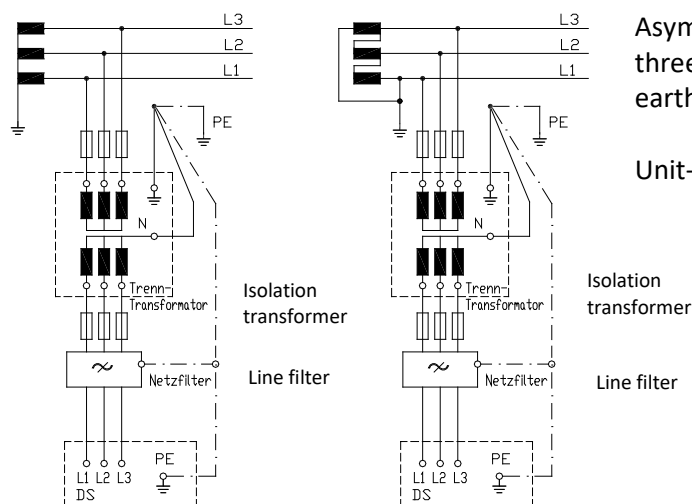 L3
L2
L1
PE
N
Trenn-
Transformator
Isolation
transformer
Netzfilter
Line filter
L1 L2 L3
PE
DS
L3
L2
L1
PE
N
Trenn-
Transformator
Isolation
transformer
Netzfilter
Line filter
L1 L2 L3
PE
DS
Asym
three
earth
Unit-